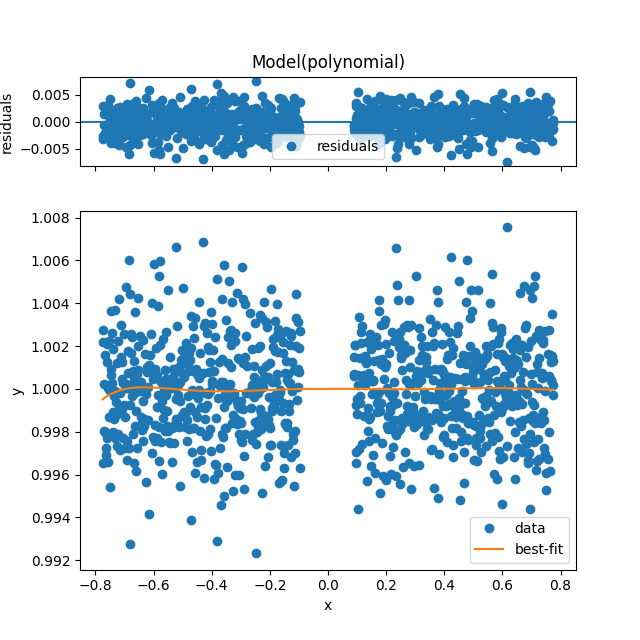 Model(polynomial)
0.005
0.000
−0.005
residuals
residuals
1.008
1.006
1.004
1.002
1.000
0.998
0.996
0.994
0.992
y
data
best-fit
−0.8 −0.6 −0.4 −0.2 0.0 0.2 0.4 0.6 0.8
x